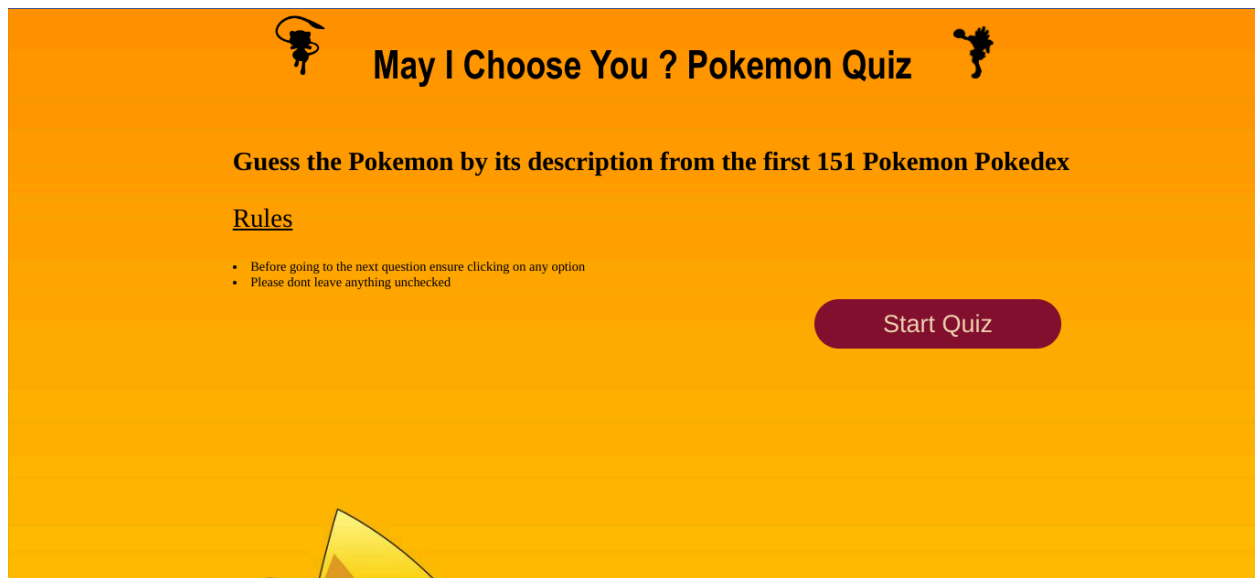 May I Choose You ? Pokemon Quiz
Guess the Pokemon by its description from the first 151 Pokemon Pokedex
Rules
Before going to the next question ensure clicking on any option
Please dont leave anything unchecked
Start Quiz